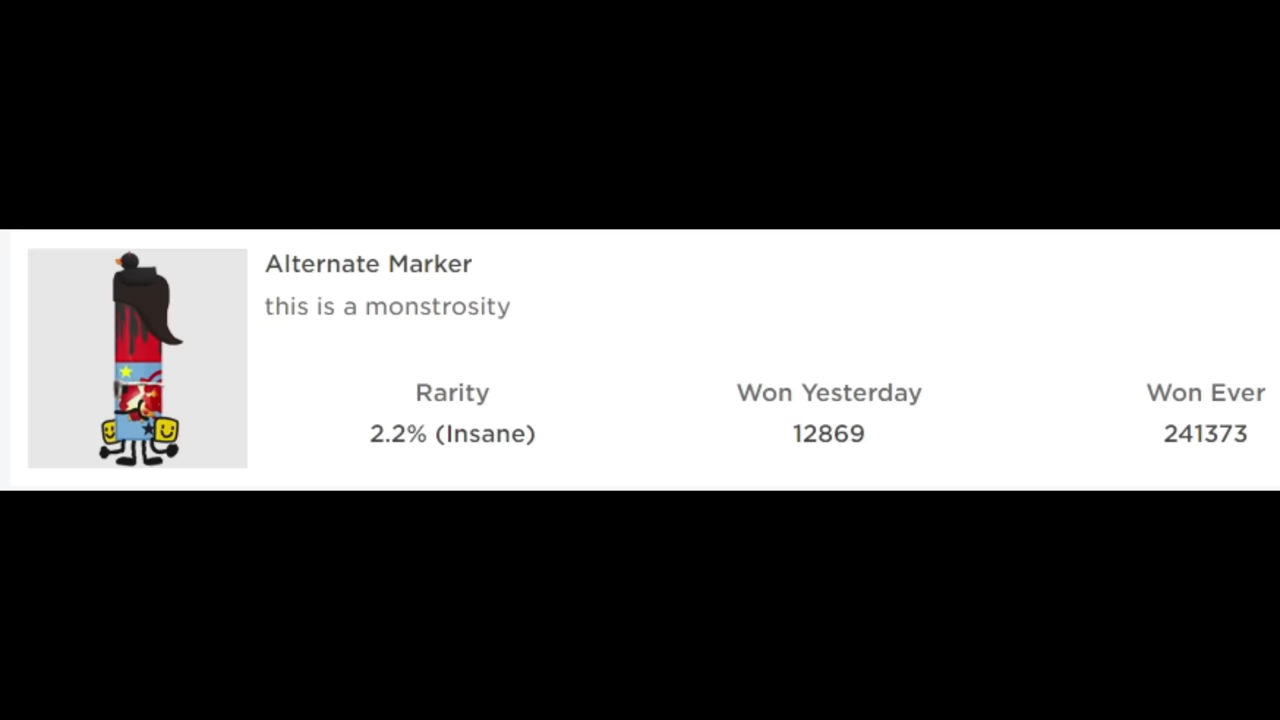 Alternate Marker
this is a monstrosity
Rarity Won Yesterday Won Ever
2.2% (Insane) 12869 241373